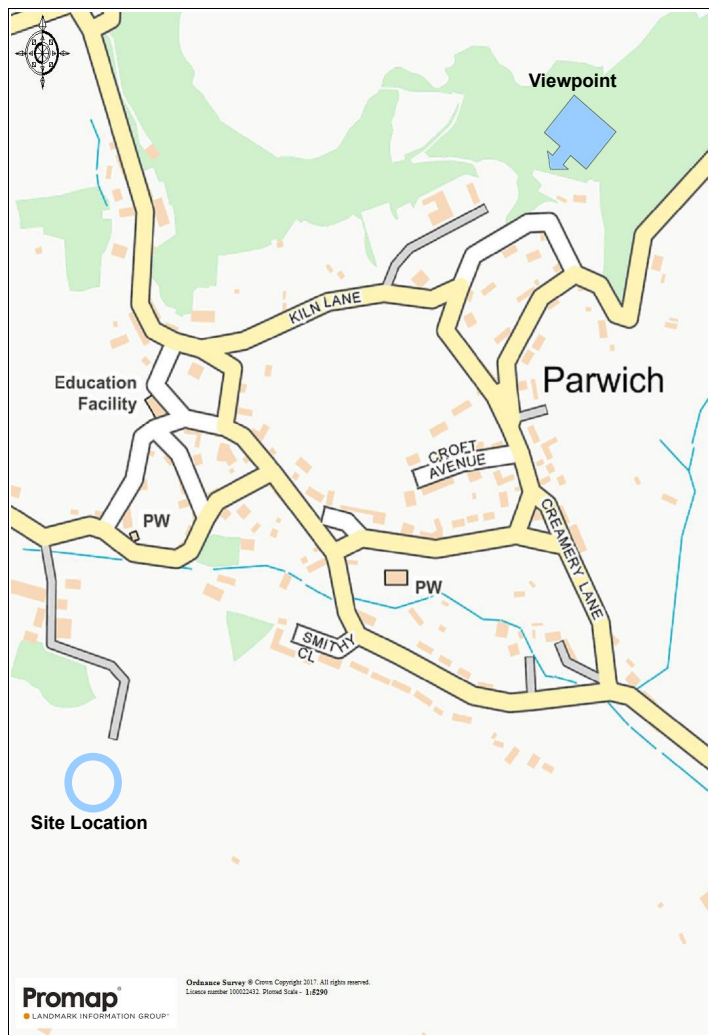 Viewpoint
KILN LANE
Education
Facility
Parwich
CROFT
AVENUE
PW
CREAMERY LANE
PW
SMITHY
CL
Site Location
Promap®
LANDMARK INFORMATION GROUP®
Ordnance Survey © Crown Copyright 2017. All rights reserved.
Licence number 100022432. Plotted Scale - 1:5290